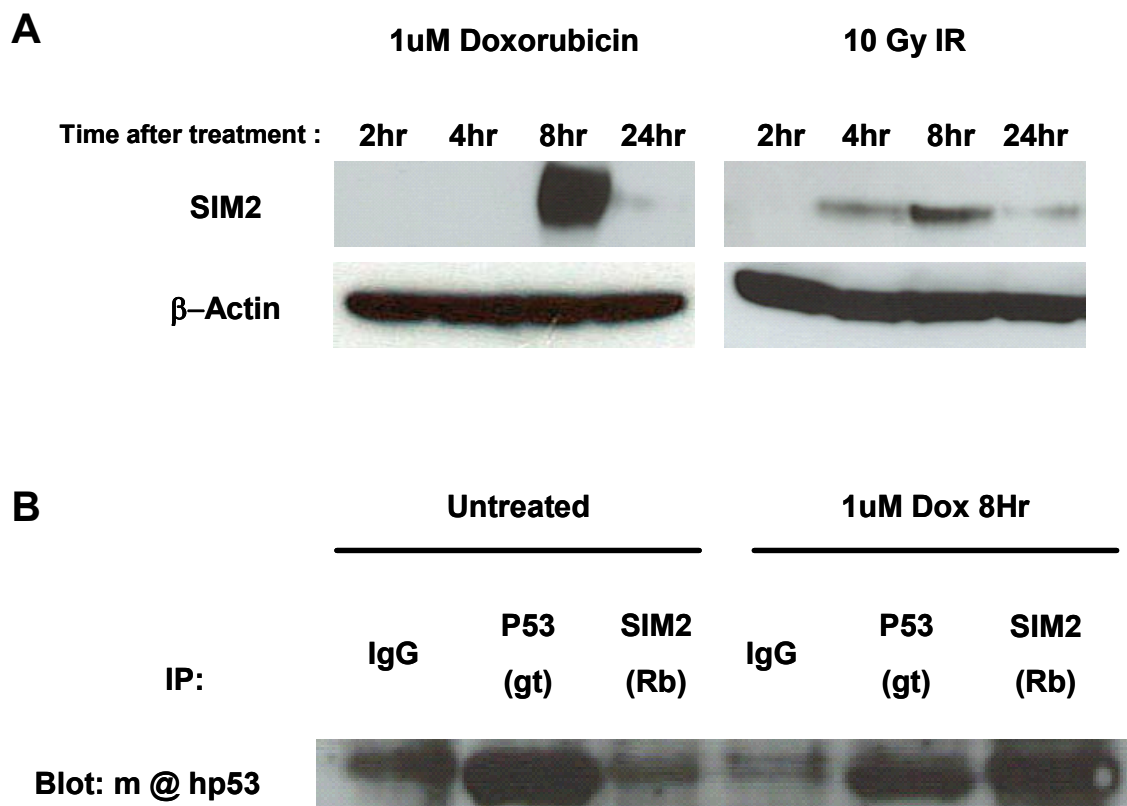 A
1uM Doxorubicin 10 Gy IR
Time after treatment : 2hr 4hr 8hr 24hr 2hr 4hr 8hr 24hr
SIM2
β–Actin
B
Untreated 1uM Dox 8Hr
IP: IgG P53 (gt) SIM2 (Rb) IgG P53 (gt) SIM2 (Rb)
Blot: m @ hp53